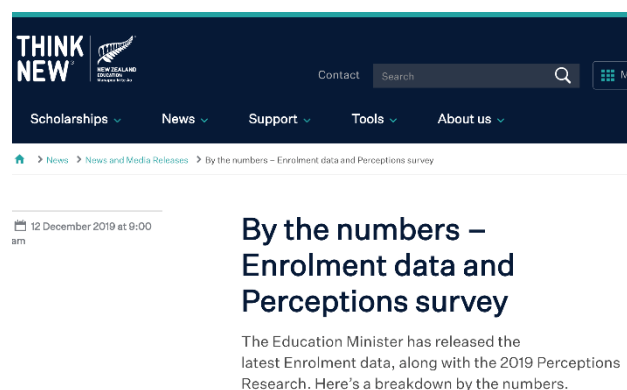 THINK
NEW
NEW ZEALAND
EDUCATION
Contact
Search
M
Scholarships
News
Support
Tools
About us
News > News and Media Releases > By the numbers – Enrolment data and Perceptions survey
12 December 2019 at 9:00
am
By the numbers –
Enrolment data and
Perceptions survey
The Education Minister has released the
latest Enrolment data, along with the 2019 Perceptions
Research. Here's a breakdown by the numbers.